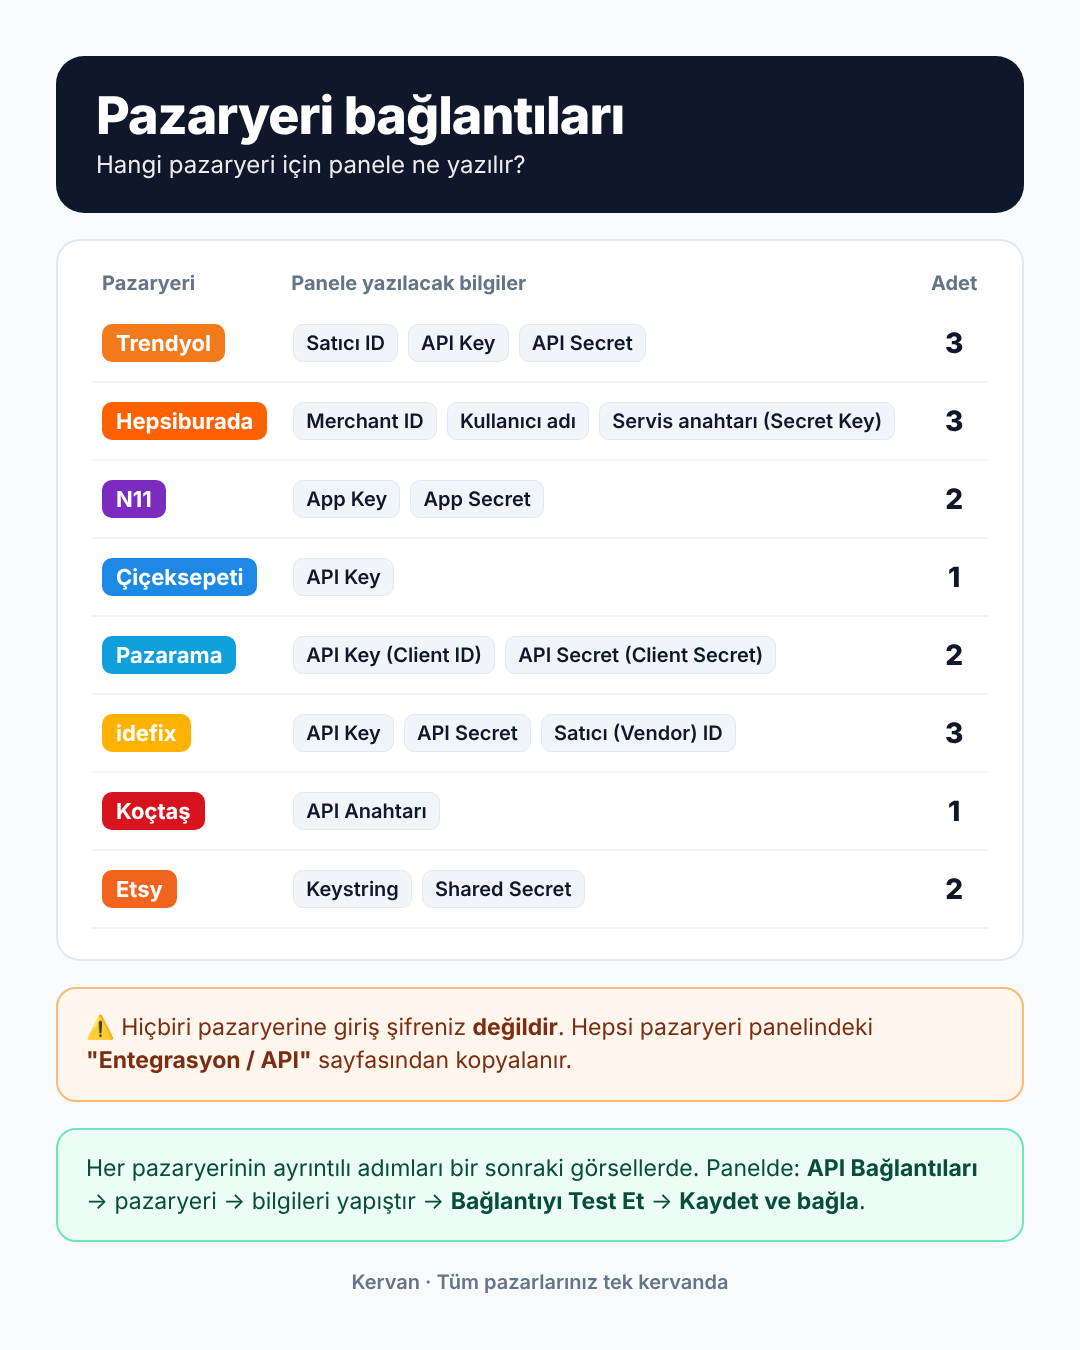 Pazaryeri bağlantıları
Hangi pazaryeri için panele ne yazılır?
Pazaryeri Panele yazılacak bilgiler Adet
Trendyol Satıcı ID API Key API Secret 3
Hepsiburada Merchant ID Kullanıcı adı Servis anahtarı (Secret Key) 3
N11 App Key App Secret 2
Çiçeksepeti API Key 1
Pazarama API Key (Client ID) API Secret (Client Secret) 2
idefix API Key API Secret Satıcı (Vendor) ID 3
Koçtaş API Anahtarı 1
Etsy Keystring Shared Secret 2
⚠️ Hiçbiri pazaryerine giriş şifreniz değildir. Hepsi pazaryeri panelindeki
"Entegrasyon / API" sayfasından kopyalanır.
Her pazaryerinin ayrıntılı adımları bir sonraki görsellerde. Panelde: API Bağlantıları
→ pazaryeri → bilgileri yapıştır → Bağlantıyı Test Et → Kaydet ve bağla.
Kervan · Tüm pazarlarınız tek kervanda